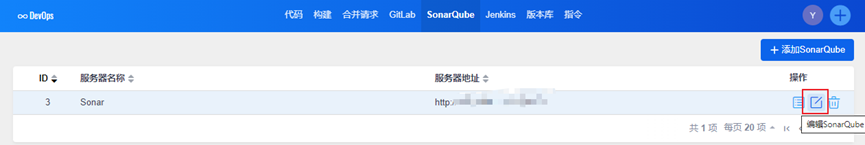 ∞ DevOps 代码 构建 合并请求 GitLab SonarQube Jenkins 版本库 指令 Y
+ 添加SonarQube
ID 服务器名称 服务器地址 操作
3 Sonar http:
共 1 项 每页 20 项
编辑SonarQube